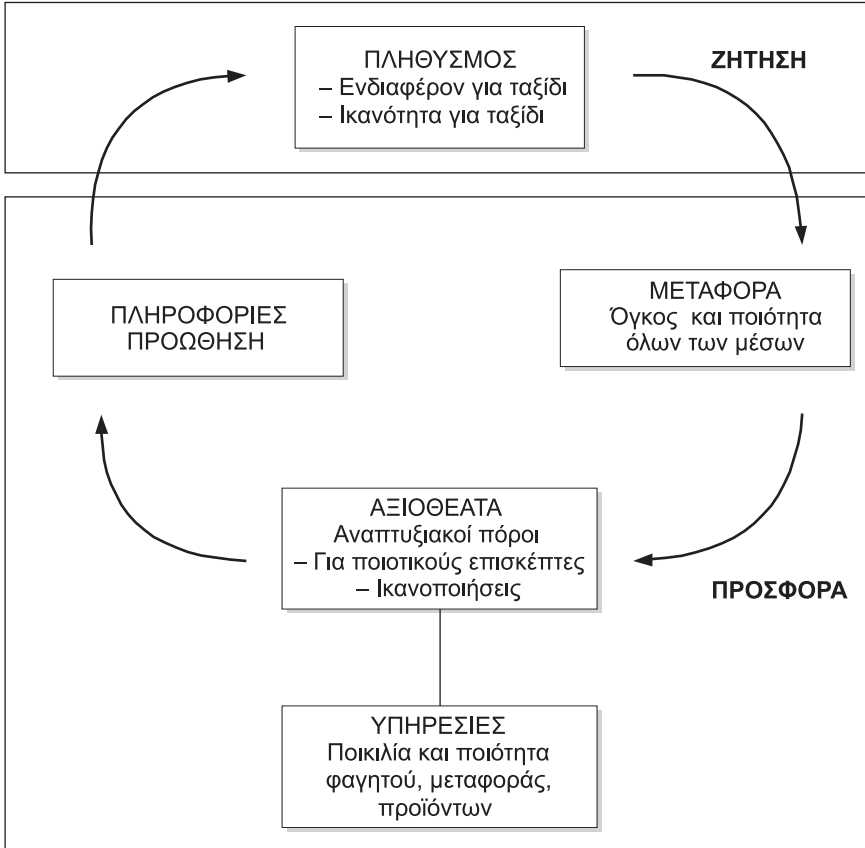 ΠΛΗΘΥΣΜΟΣ
– Ενδιαφέρον για ταξίδι
– Ικανότητα για ταξίδι
ΖΗΤΗΣΗ
ΠΛΗΡΟΦΟΡΙΕΣ
ΠΡΟΩΘΗΣΗ
ΜΕΤΑΦΟΡΑ
Όγκος και ποιότητα
όλων των μέσων
ΑΞΙΟΘΕΑΤΑ
Αναπτυξιακοί πόροι
– Για ποιοτικούς επισκέπτες
– Ικανοποιήσεις
ΠΡΟΣΦΟΡΑ
ΥΠΗΡΕΣΙΕΣ
Ποικιλία και ποιότητα
φαγητού, μεταφοράς,
προϊόντων